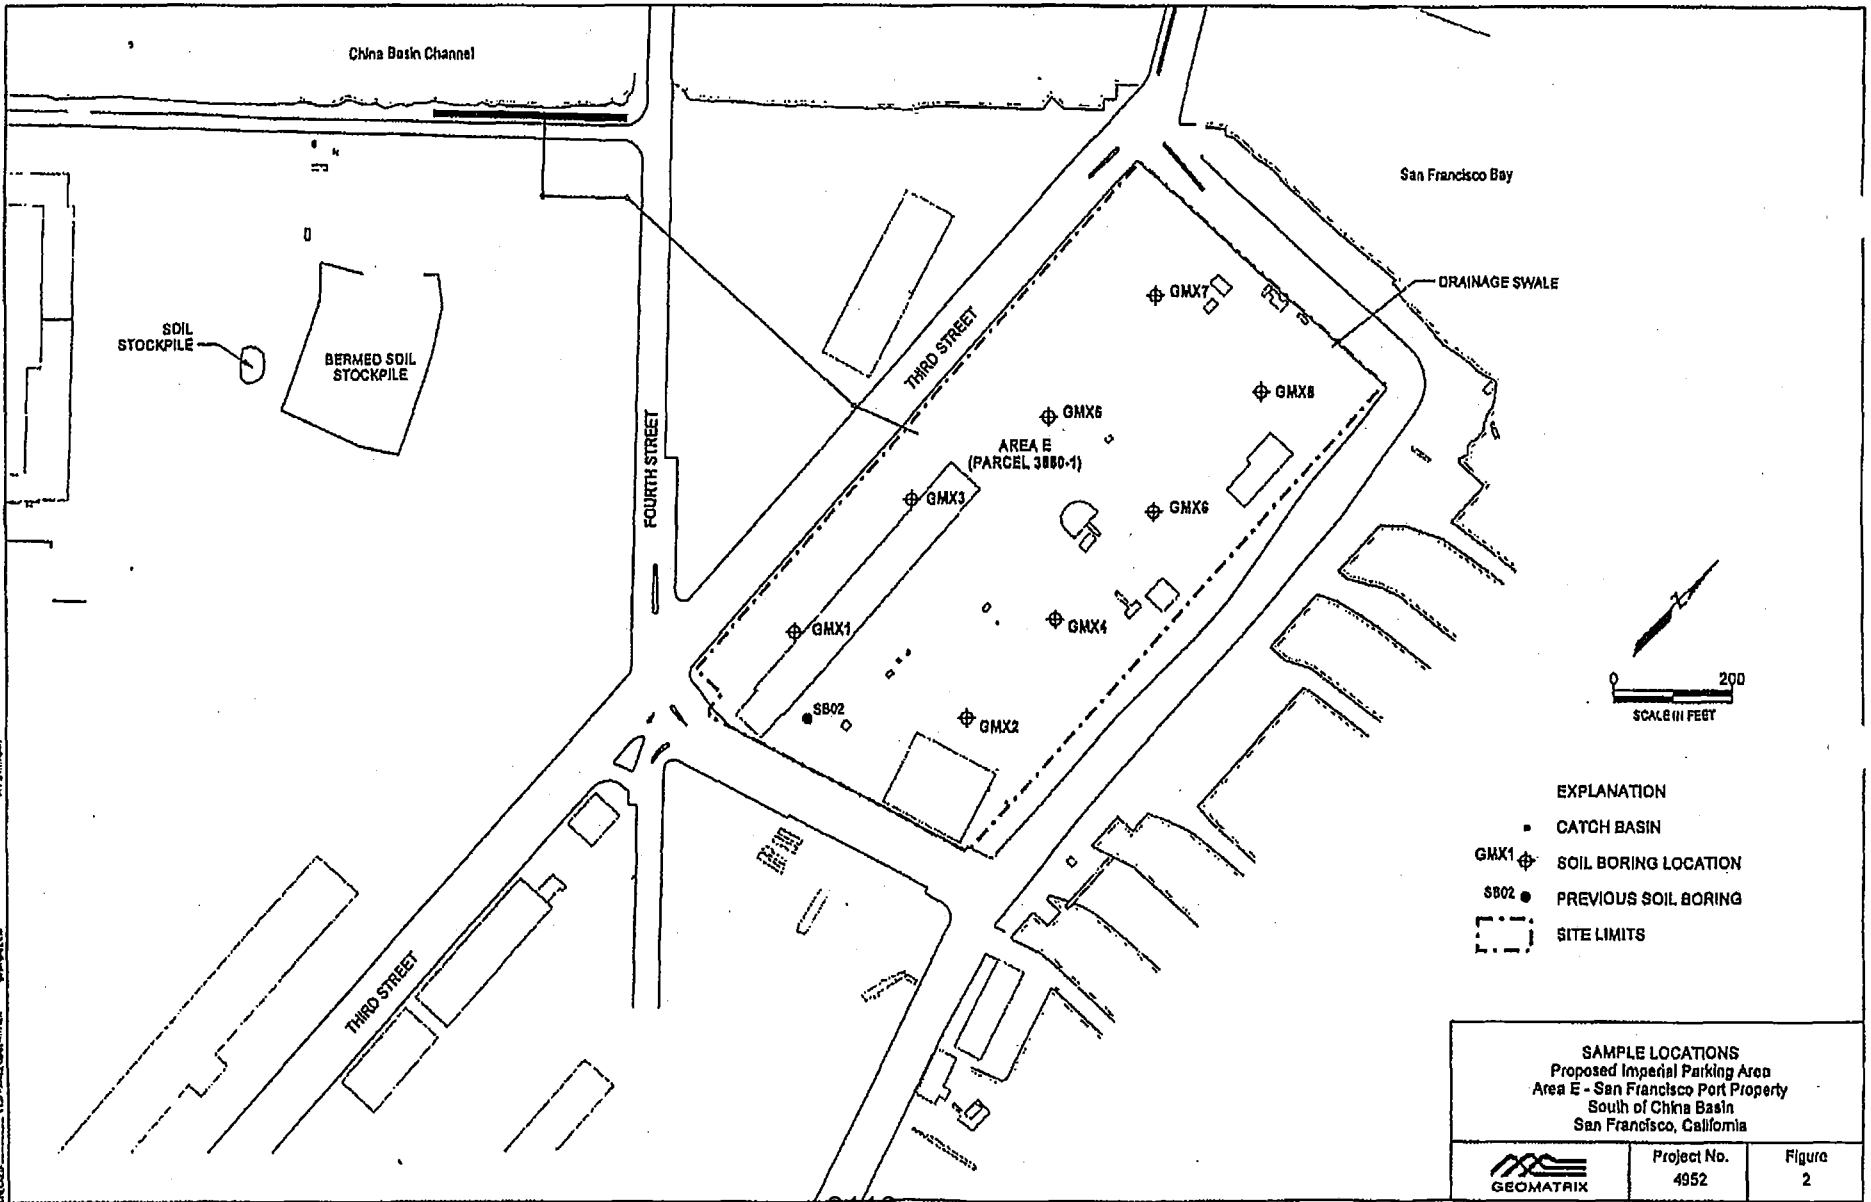 China Basin Channel
San Francisco Bay
DRAINAGE SWALE
GMX7
THIRD STREET
SOIL
STOCKPILE
BERMED SOIL
STOCKPILE
GMX8
GMX5
AREA E
(PARCEL 3880-1)
FOURTH STREET
GMX3
GMX6
GMX1
GMX4
SB02
GMX2
Z
0 200
SCALE IN FEET
EXPLANATION
CATCH BASIN
GMX1 SOIL BORING LOCATION
SB02 PREVIOUS SOIL BORING
SITE LIMITS
THIRD STREET
SAMPLE LOCATIONS
Proposed Imperial Parking Area
Area E - San Francisco Port Property
South of China Basin
San Francisco, California
GEOMATRIX
Project No.
4952
Figure
2